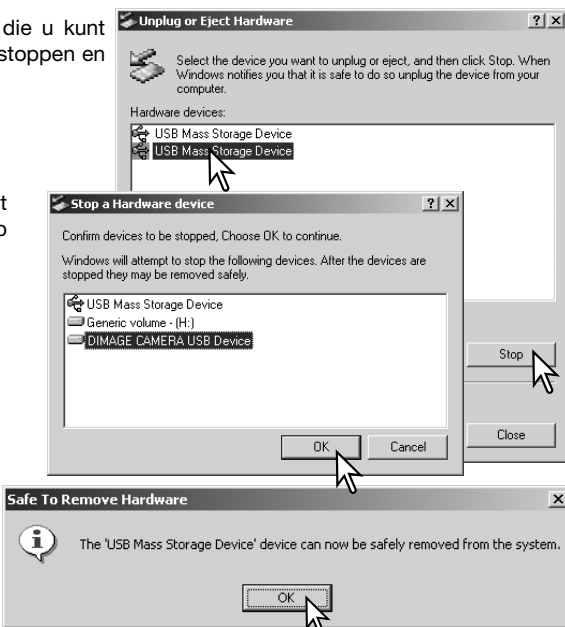 die u kunt
stoppen en
Unplug or Eject Hardware
Select the device you want to unplug or eject, and then click Stop. When
Windows notifies you that it is safe to do so unplug the device from your
computer.
Hardware devices:
USB Mass Storage Device
USB Mass Storage Device
Stop
Close
Stop a Hardware device
Confirm devices to be stopped, Choose OK to continue.
Windows will attempt to stop the following devices. After the devices are
stopped they may be removed safely.
USB Mass Storage Device
Generic volume - (H:)
DIMAGE CAMERA USB Device
OK
Cancel
Safe To Remove Hardware
The 'USB Mass Storage Device' device can now be safely removed from the system.
OK